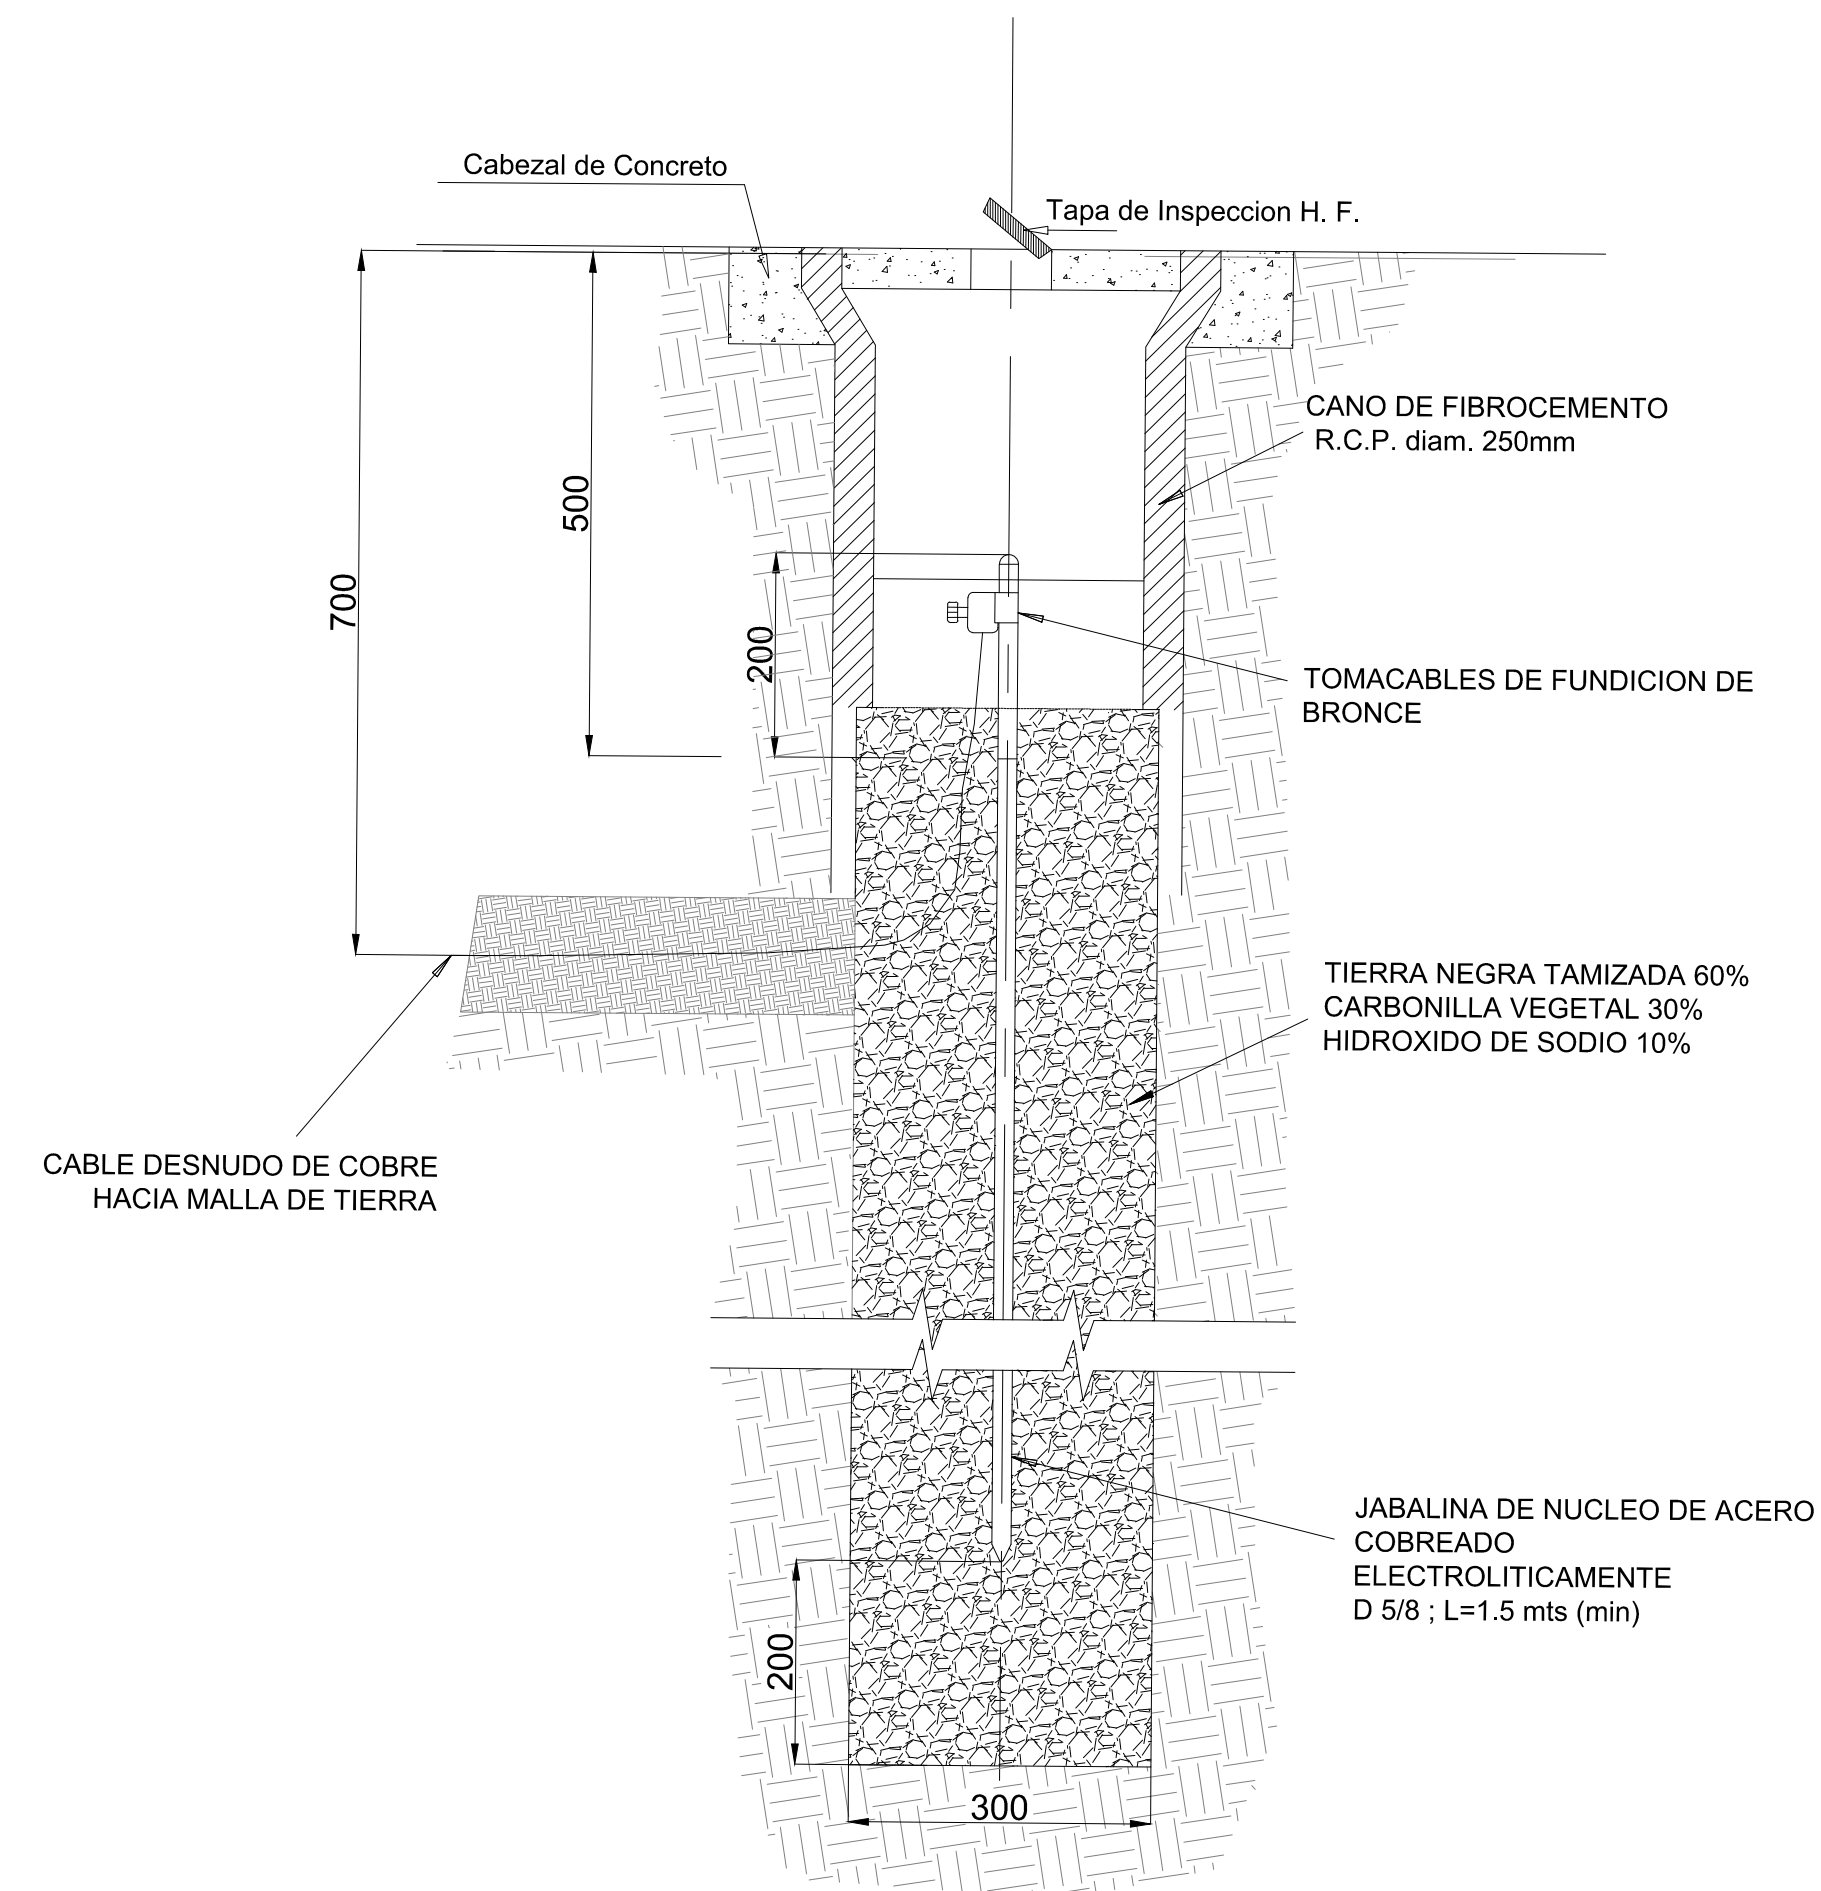 Cabezal de Concreto
Tapa de Inspeccion H. F.
CANO DE FIBROCEMENTO
R.C.P. diam. 250mm
500
700
200
TOMACABLES DE FUNDICION DE
BRONCE
TIERRA NEGRA TAMIZADA 60%
CARBONILLA VEGETAL 30%
HIDROXIDO DE SODIO 10%
CABLE DESNUDO DE COBRE
HACIA MALLA DE TIERRA
JABALINA DE NUCLEO DE ACERO
COBREADO
ELECTROLITICAMENTE
D 5/8 ; L=1.5 mts (min)
200
300